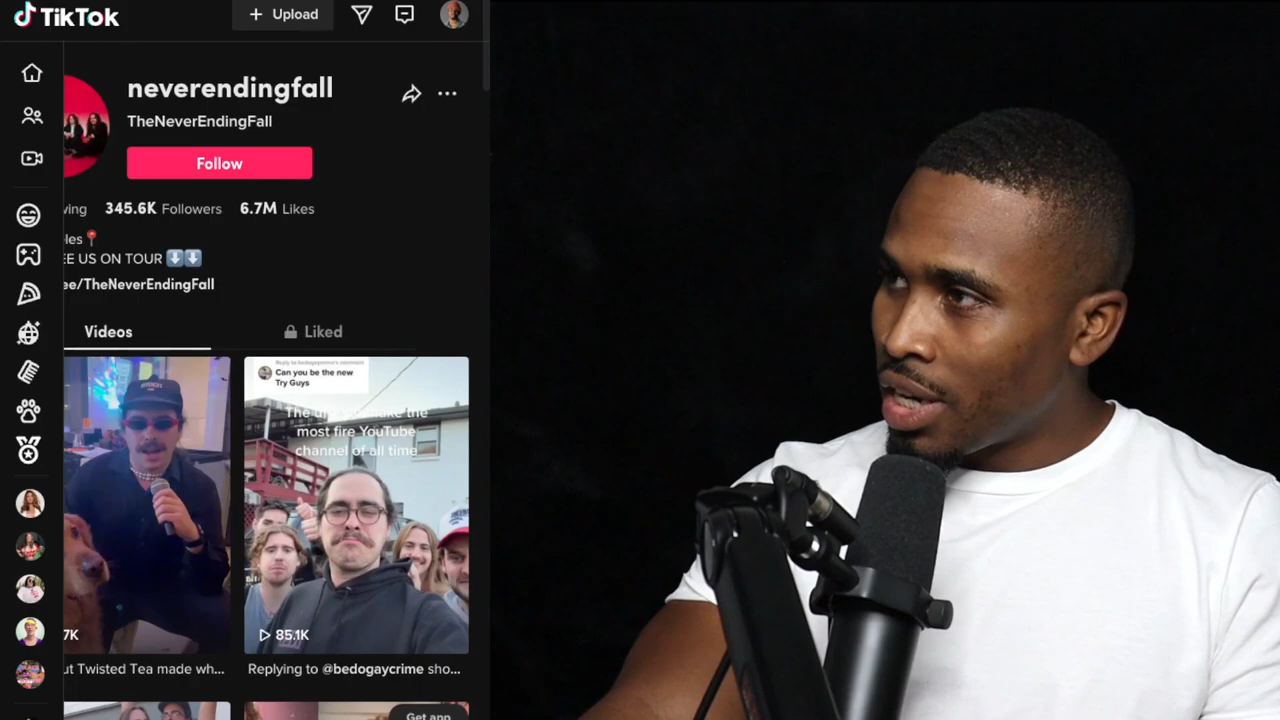 TikTok
+ Upload
neverendingfall
TheNeverEndingFall
Follow
ving 345.6K Followers 6.7M Likes
les
EE US ON TOUR
ee/TheNeverEndingFall
Videos
Liked
Can you be the new
Try Guys
most fire YouTube
channel of all time
7K
85.1K
ut Twisted Tea made wh...
Replying to @bedogaycrime sho...
Get app